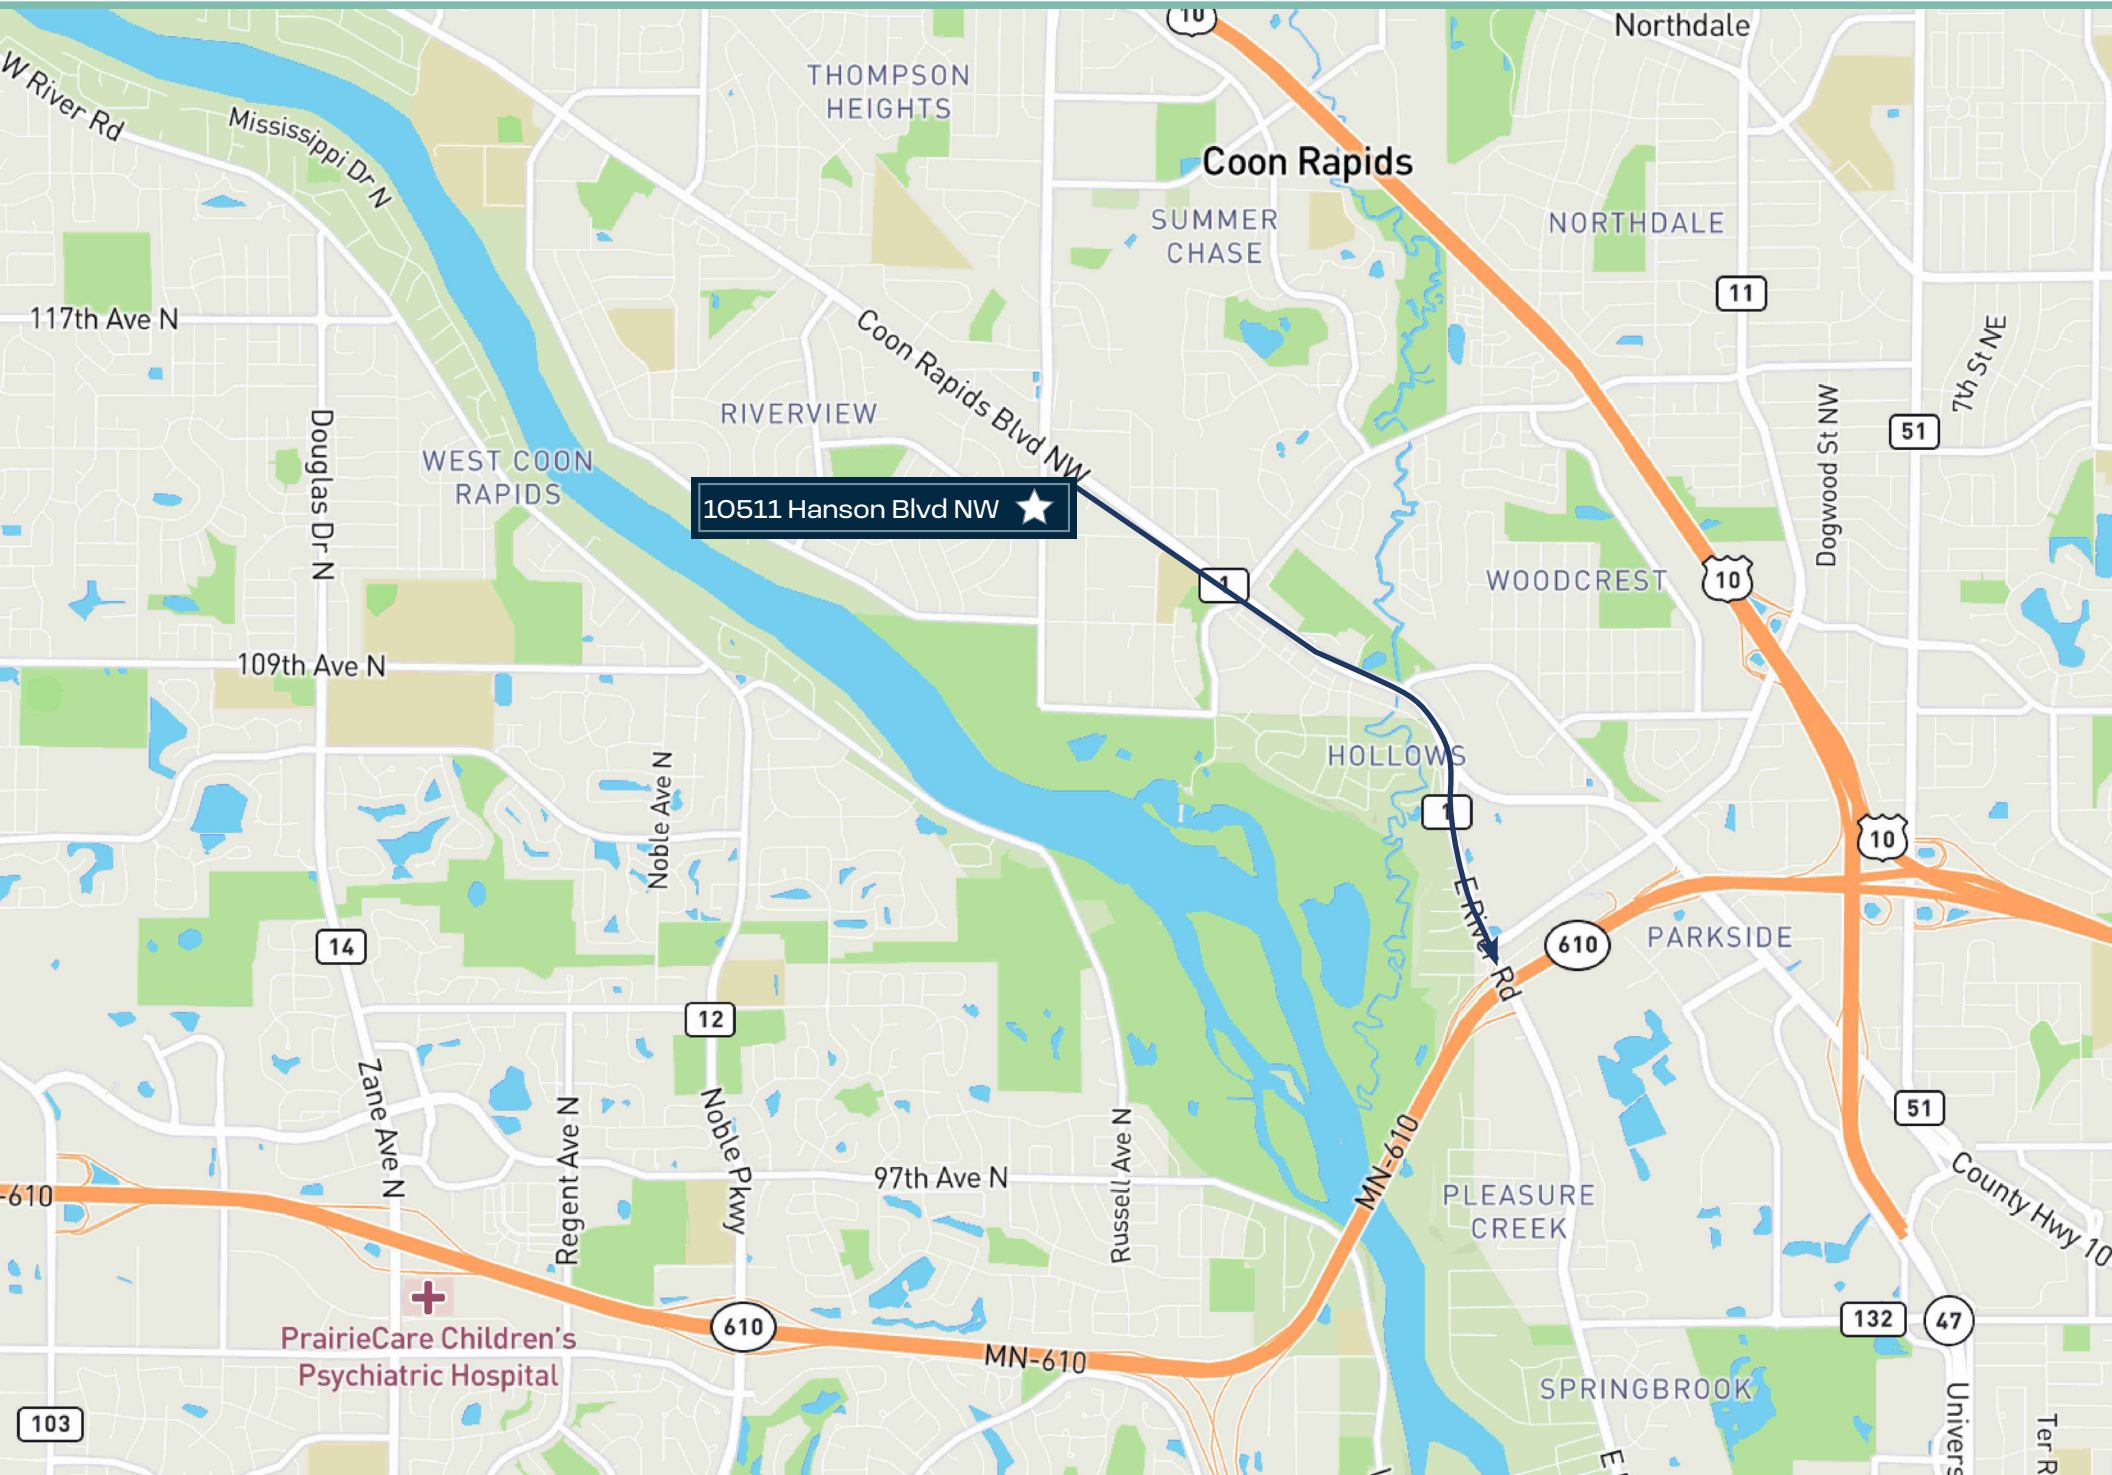 10
Northdale
W River Rd
THOMPSON
HEIGHTS
Mississippi Dr N
Coon Rapids
SUMMER
CHASE
NORTHDALE
11
117th Ave N
Coon Rapids Blvd NW
7th St NE
Dogwood St NW
51
RIVERVIEW
Douglas Dr N
WEST COON
RAPIDS
10511 Hanson Blvd NW
1
WOODCREST
10
109th Ave N
HOLLOWS
1
Noble Ave N
10
E River Rd
14
610
PARKSIDE
12
Zane Ave N
Regent Ave N
Noble Pkwy
Russell Ave N
97th Ave N
MN-610
51
County Hwy 10
-610
PLEASURE
CREEK
PrairieCare Children's
Psychiatric Hospital
610
MN-610
132
47
SPRINGBROOK
103
Univers
Ter R